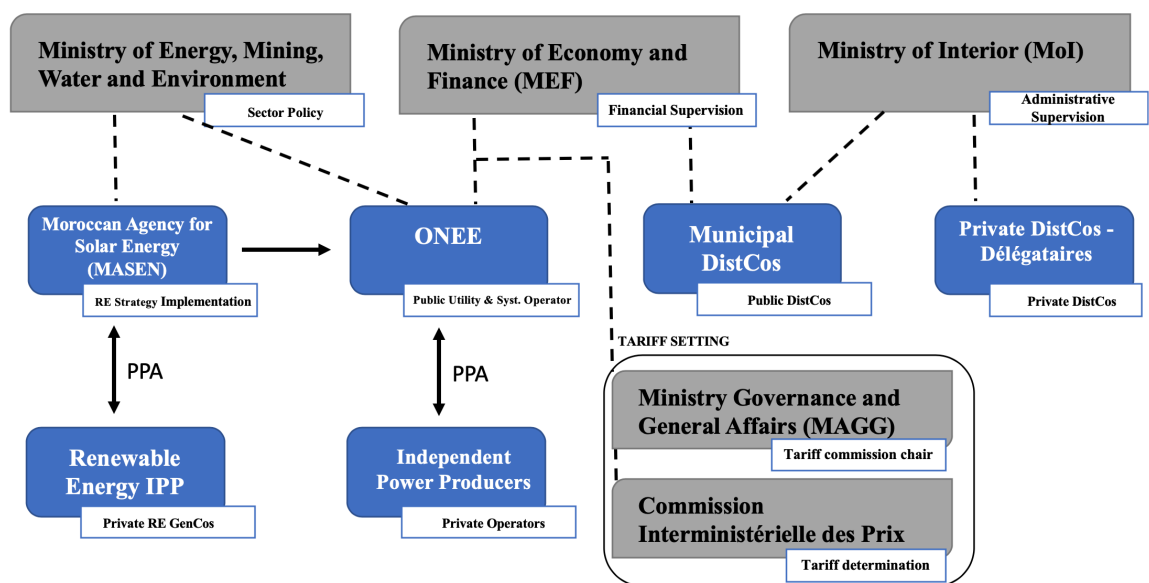 Ministry of Energy, Mining,
Water and Environment
Sector Policy
Ministry of Economy and
Finance (MEF)
Financial Supervision
Ministry of Interior (MoI)
Administrative
Supervision
Moroccan Agency for
Solar Energy
(MASEN)
RE Strategy Implementation
ONEE
Public Utility & Syst. Operator
Municipal
DistCos
Public DistCos
Private DistCos -
Délégataires
Private DistCos
PPA
PPA
Renewable
Energy IPP
Private RE GenCos
Independent
Power Producers
Private Operators
TARIFF SETTING
Ministry Governance and
General Affairs (MAGG)
Tariff commission chair
Commission
Interministérielle des Prix
Tariff determination